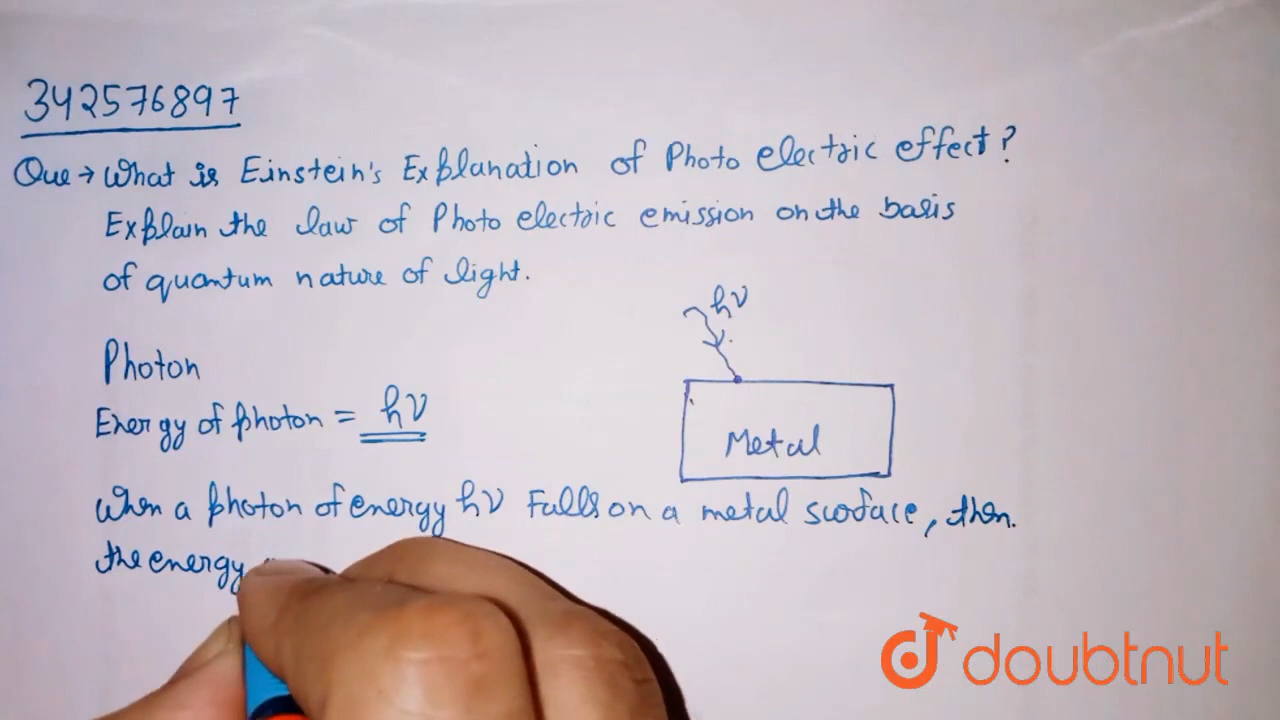 342576897
Que → What is Einstein's Explanation of Photo electric effect?
Explain the law of Photo electric emission on the basis
of quantum nature of light.
hν
Photon
Energy of photon = hν
Metal
When a photon of energy hν Falls on a metal surface, then.
the energy
doubtnut